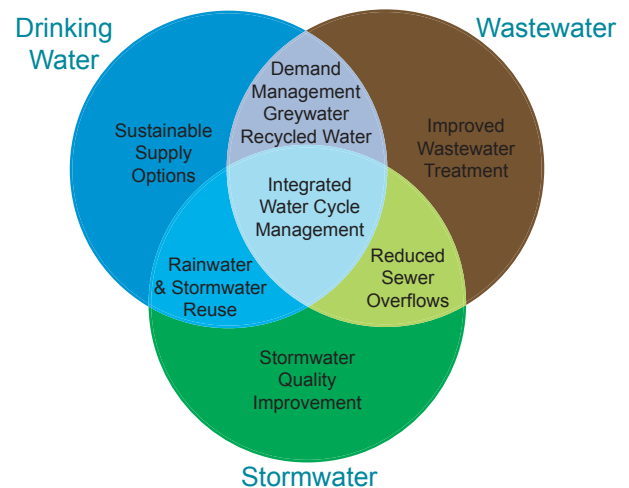 Drinking
Water
Wastewater
Demand
Management
Greywater
Recycled Water
Sustainable
Supply
Options
Improved
Wastewater
Treatment
Integrated
Water Cycle
Management
Rainwater
& Stormwater
Reuse
Reduced
Sewer
Overflows
Stormwater
Quality
Improvement
Stormwater